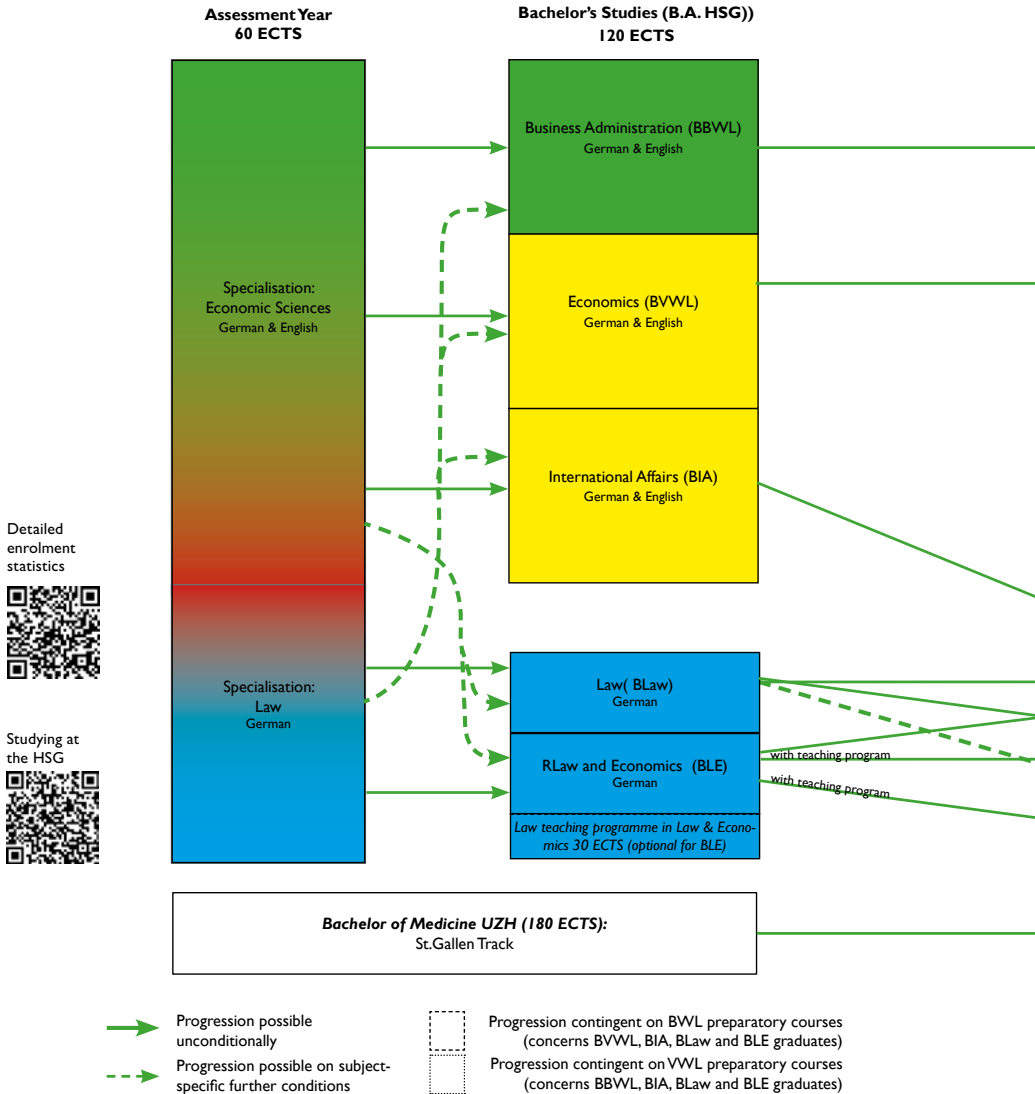 Assessment Year
60 ECTS
Bachelor's Studies (B.A. HSG))
120 ECTS
Business Administration (BBWL)
German & English
Specialisation:
Economic Sciences
German & English
Economics (BVWL)
German & English
International Affairs (BIA)
German & English
Detailed
enrolment
statistics
Specialisation:
Law
German
Law( BLaw)
German
Studying at
the HSG
RLaw and Economics (BLE)
German
with teaching program
with teaching program
Law teaching programme in Law & Econo-
mics 30 ECTS (optional for BLE)
Bachelor of Medicine UZH (180 ECTS):
St.Gallen Track
Progression possible
unconditionally
Progression possible on subject-
specific further conditions
Progression contingent on BWL preparatory courses
(concerns BVWL, BIA, BLaw and BLE graduates)
Progression contingent on VWL preparatory courses
(concerns BBWL, BIA, BLaw and BLE graduates)